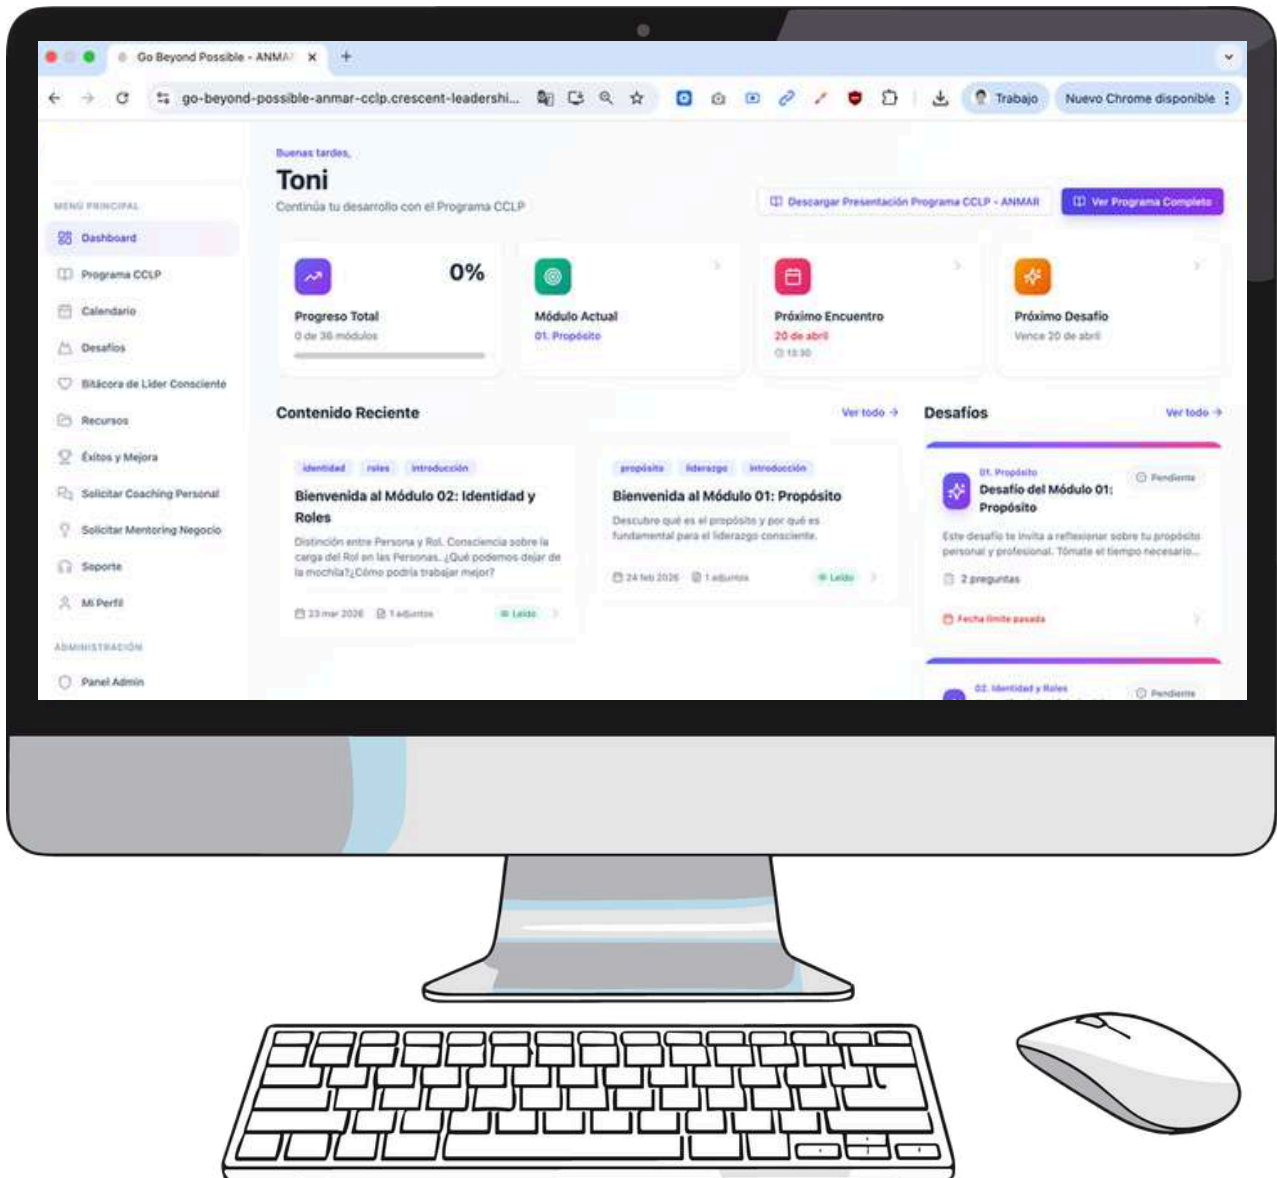 Go Beyond Possible - ANMA
go-beyond-possible-anmar-cclp.crescent-leadershi...
Trabajo
Nuevo Chrome disponible
Buenas tardes,
Toni
Continúa tu desarrollo con el Programa CCLP
Descargar Presentación Programa CCLP - ANMAR
Ver Programa Completo
MENÚ PRINCIPAL
Dashboard
Programa CCLP
Calendario
Desafíos
Bitácora de Líder Consciente
Recursos
Éxitos y Mejora
Solicitar Coaching Personal
Solicitar Mentoring Negocio
Soporte
Mi Perfil
ADMINISTRACIÓN
Panel Admin
0%
Progreso Total
0 de 36 módulos
Módulo Actual
01. Propósito
Próximo Encuentro
20 de abril
13:30
Próximo Desafío
Vence 20 de abril
Contenido Reciente
Ver todo →
identidad roles introducción
Bienvenida al Módulo 02: Identidad y
Roles
Distinción entre Persona y Rol. Consciencia sobre la
carga del Rol en las Personas. ¿Qué podemos dejar de
la mochila?¿Cómo podría trabajar mejor?
23 mar 2026 1 adjuntos Leído
propósito liderazgo introducción
Bienvenida al Módulo 01: Propósito
Descubre qué es el propósito y por qué es
fundamental para el liderazgo consciente.
24 feb 2026 1 adjuntos Leído
Desafíos
Ver todo →
01. Propósito
Pendiente
Desafío del Módulo 01:
Propósito
Este desafío te invita a reflexionar sobre tu propósito
personal y profesional. Tómate el tiempo necesario...
2 preguntas
Fecha límite pasada
02. Identidad y Roles
Pendiente